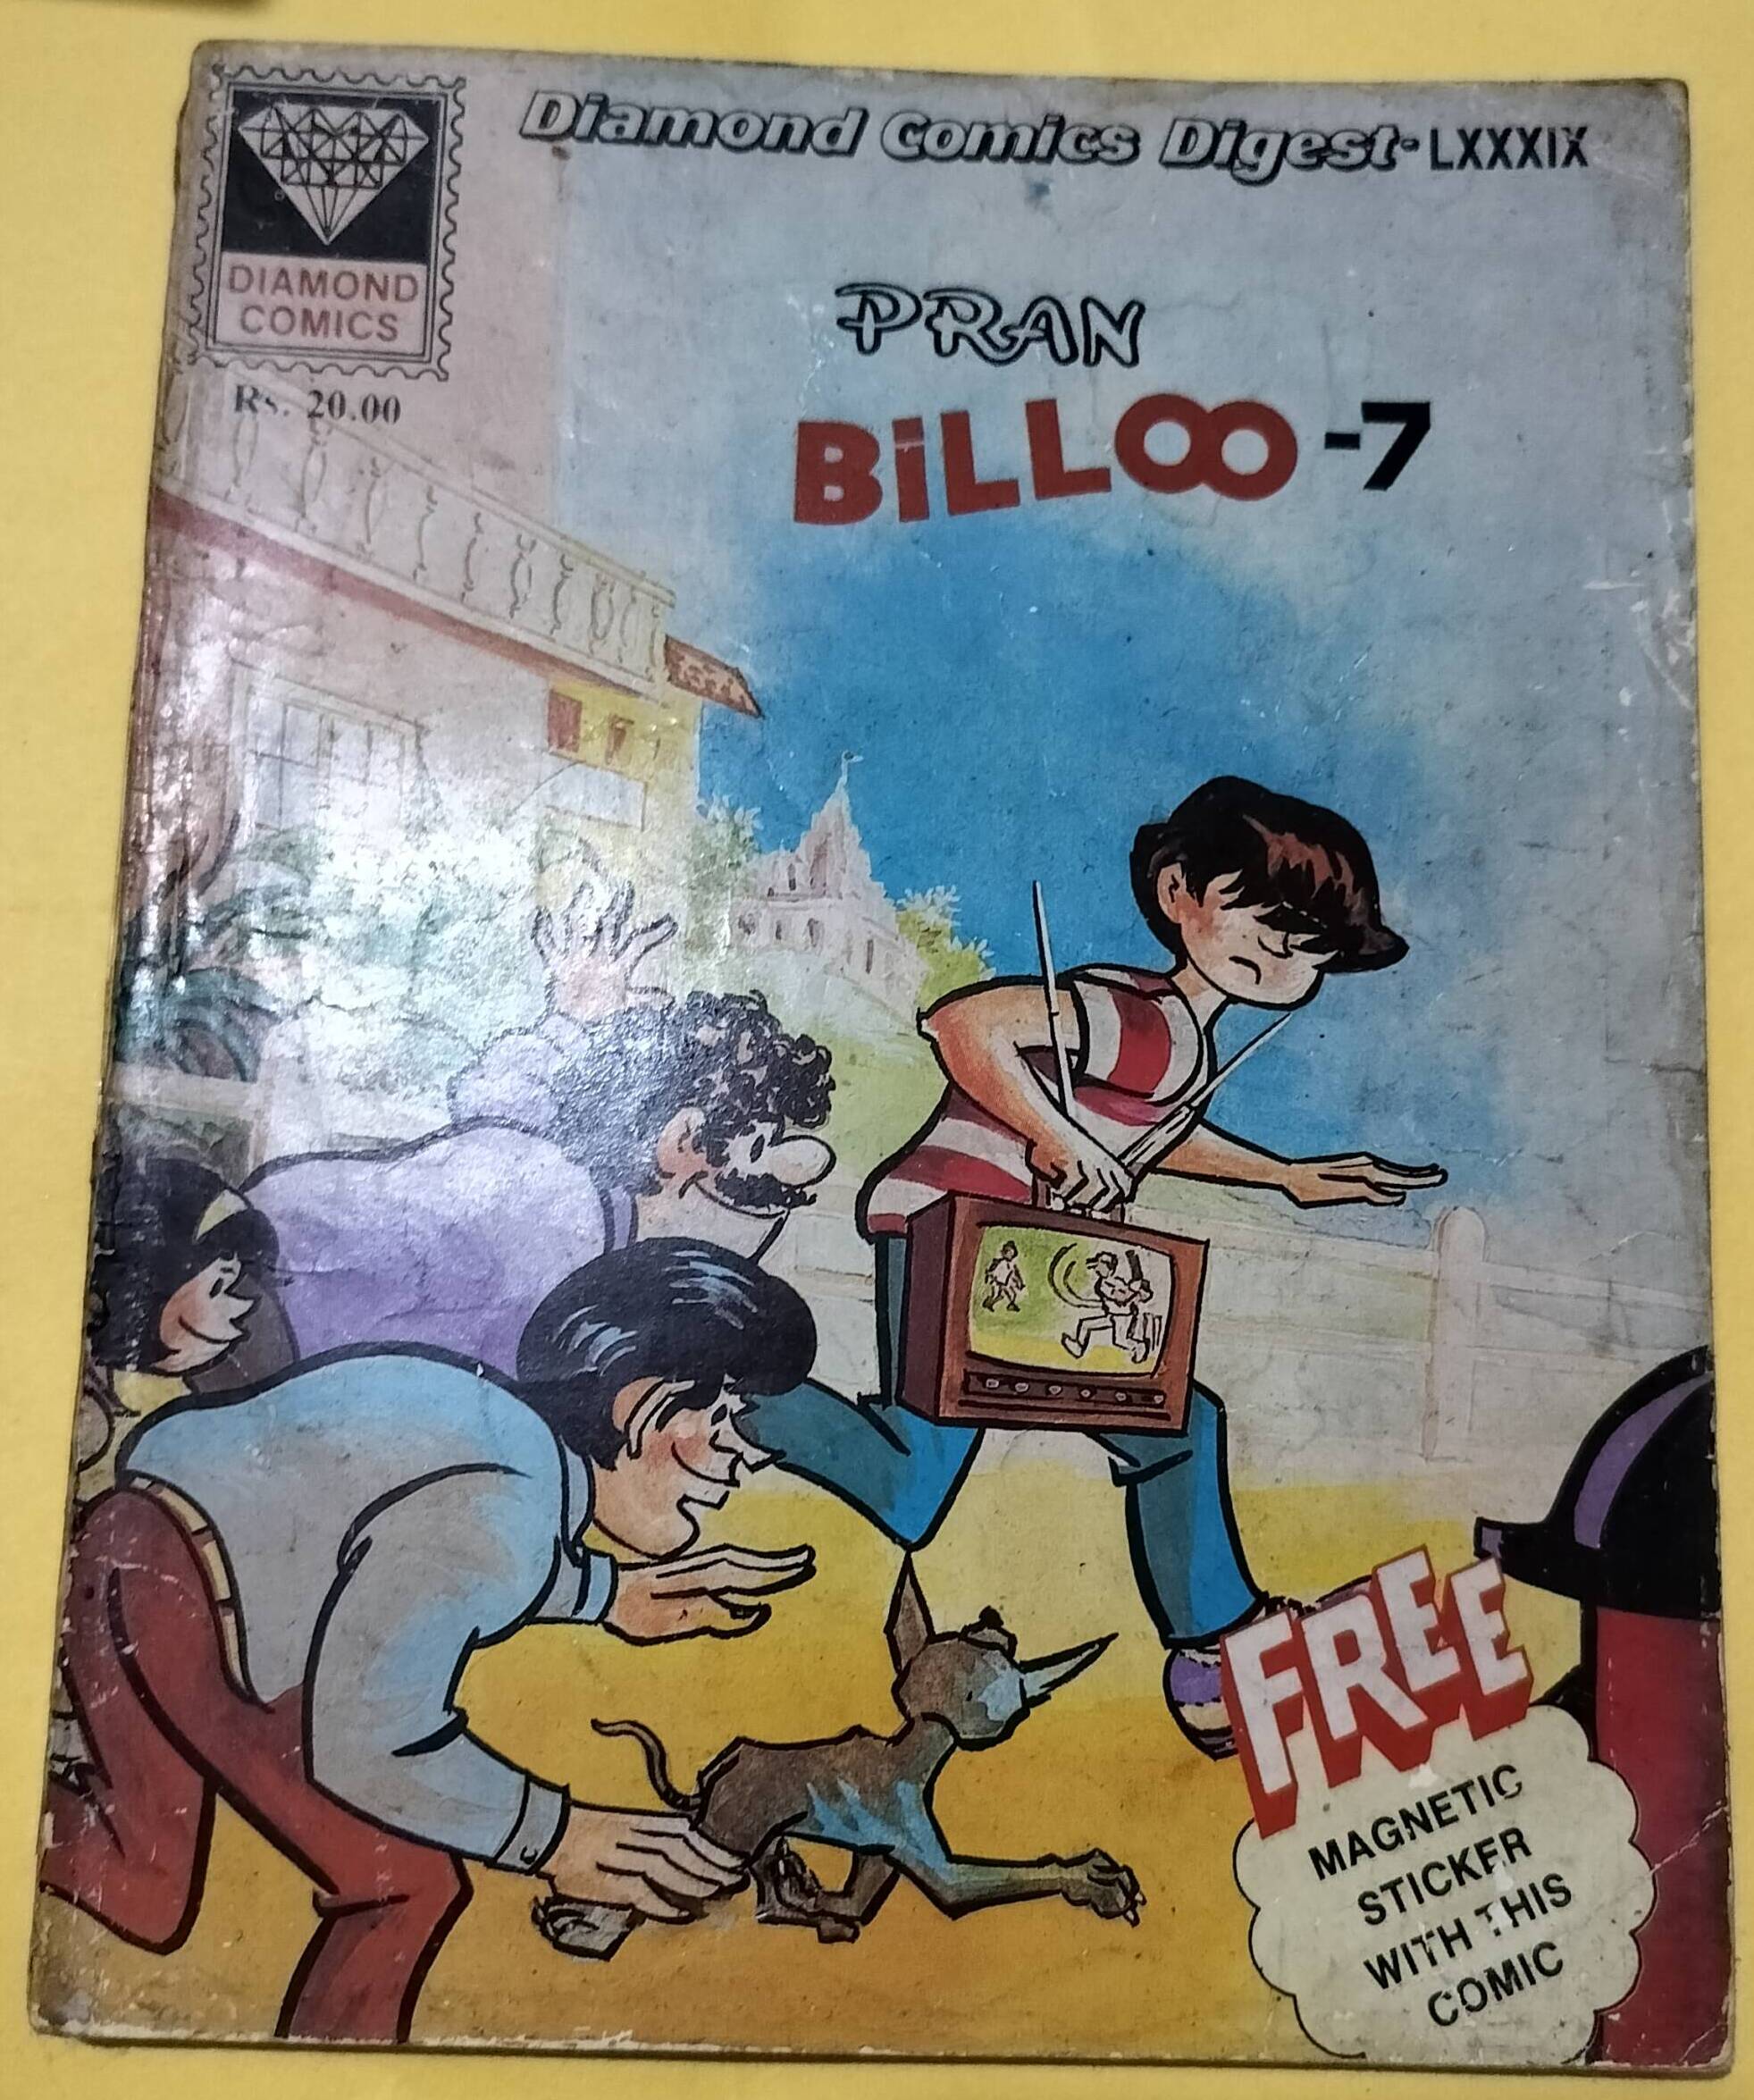 Diamond Comics Digest-LXXXIX
DIAMOND
COMICS
Rs. 20.00
PRAN
BiLLOO-7
FREE
MAGNETIC
STICKER
WITH THIS
COMIC